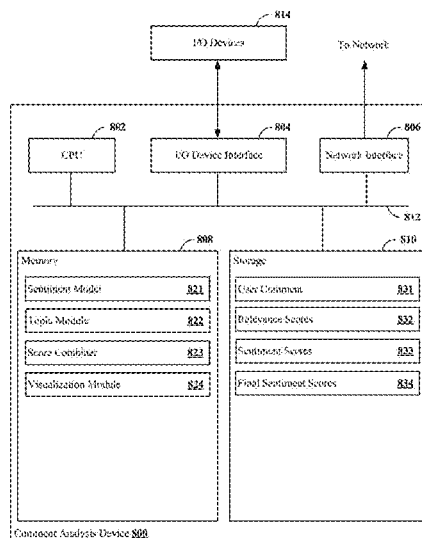 814
I/O Devices
To Network
802
804
806
CPU
I/O Device Interface
Network Interface
812
808
810
Memory
Storage
Sentiment Model 821
User Comment 831
Topic Module 822
Relevance Scores 832
Score Combiner 823
Sentiment Scores 833
Visualization Module 824
Final Sentiment Scores 834
Comment Analysis Device 800